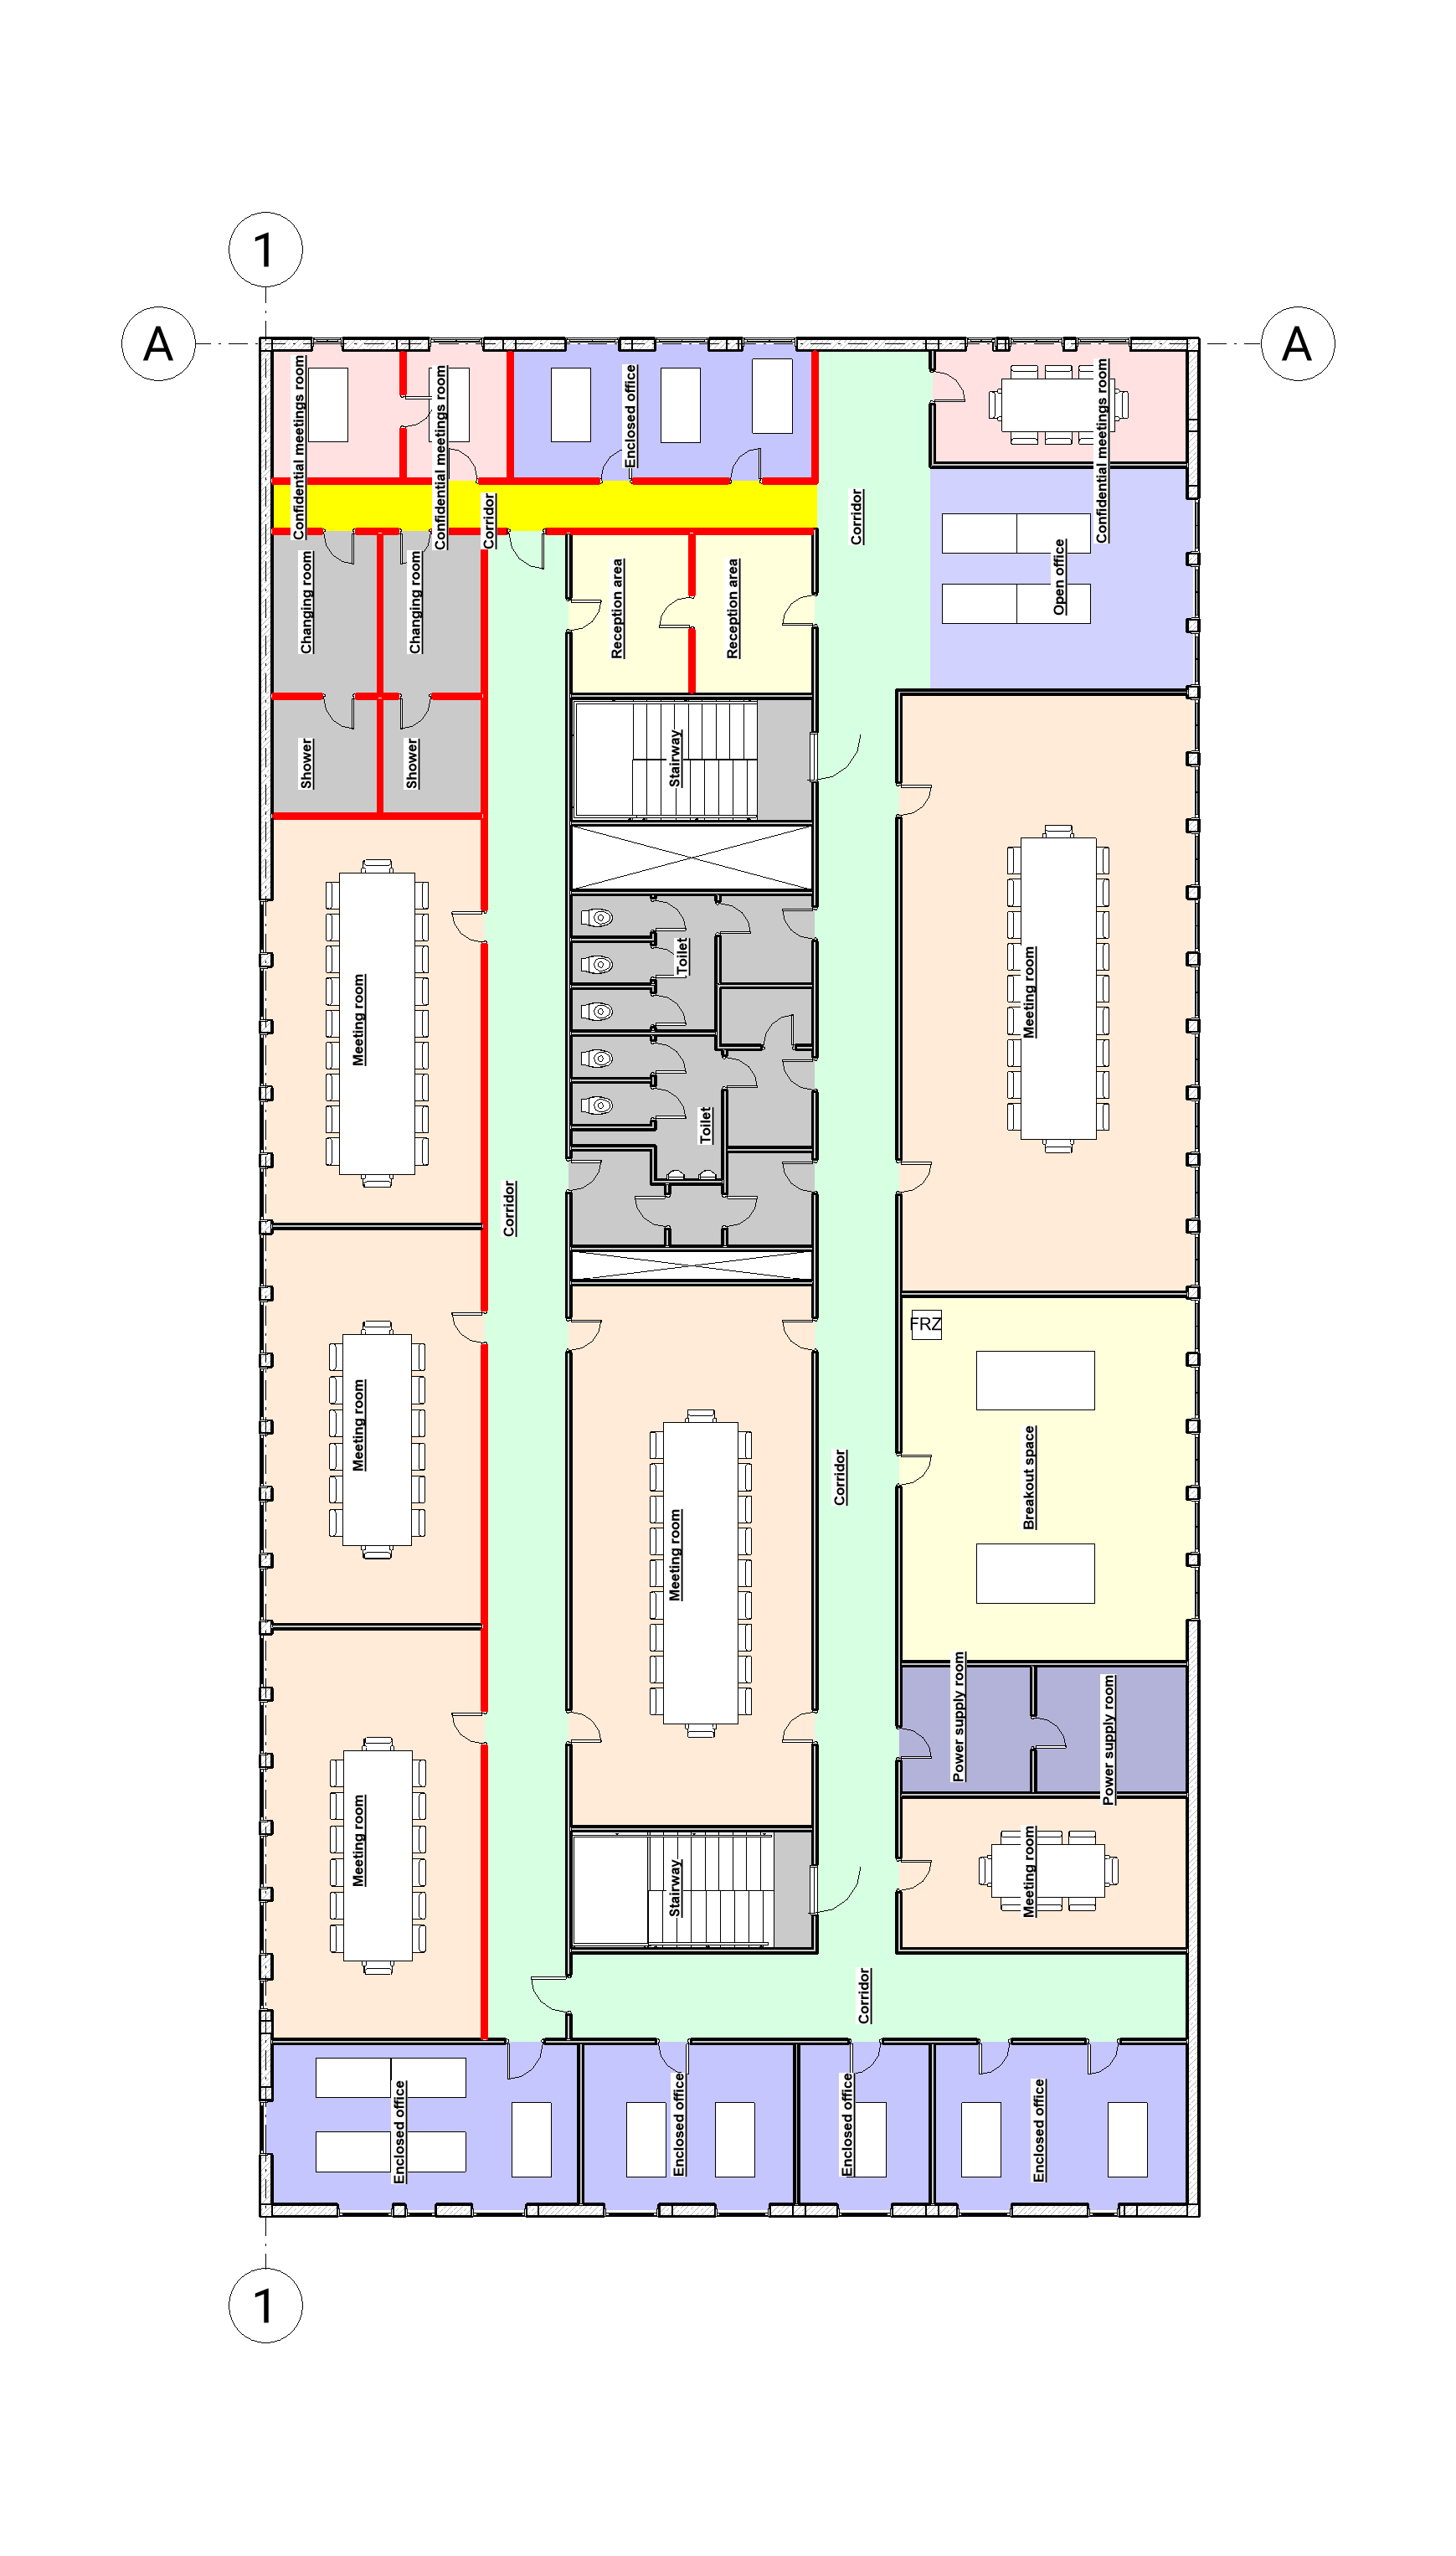 1
A
A
Confidential meetings room
Confidential meetings room
Enclosed office
Confidential meetings room
Corridor
Corridor
Open office
Changing room
Changing room
Reception area
Reception area
Shower
Shower
Stairway
Toilet
Meeting room
Meeting room
Toilet
Corridor
FRZ
Meeting room
Corridor
Breakout space
Meeting room
Power supply room
Power supply room
Meeting room
Stairway
Meeting room
Corridor
Enclosed office
Enclosed office
Enclosed office
Enclosed office
1